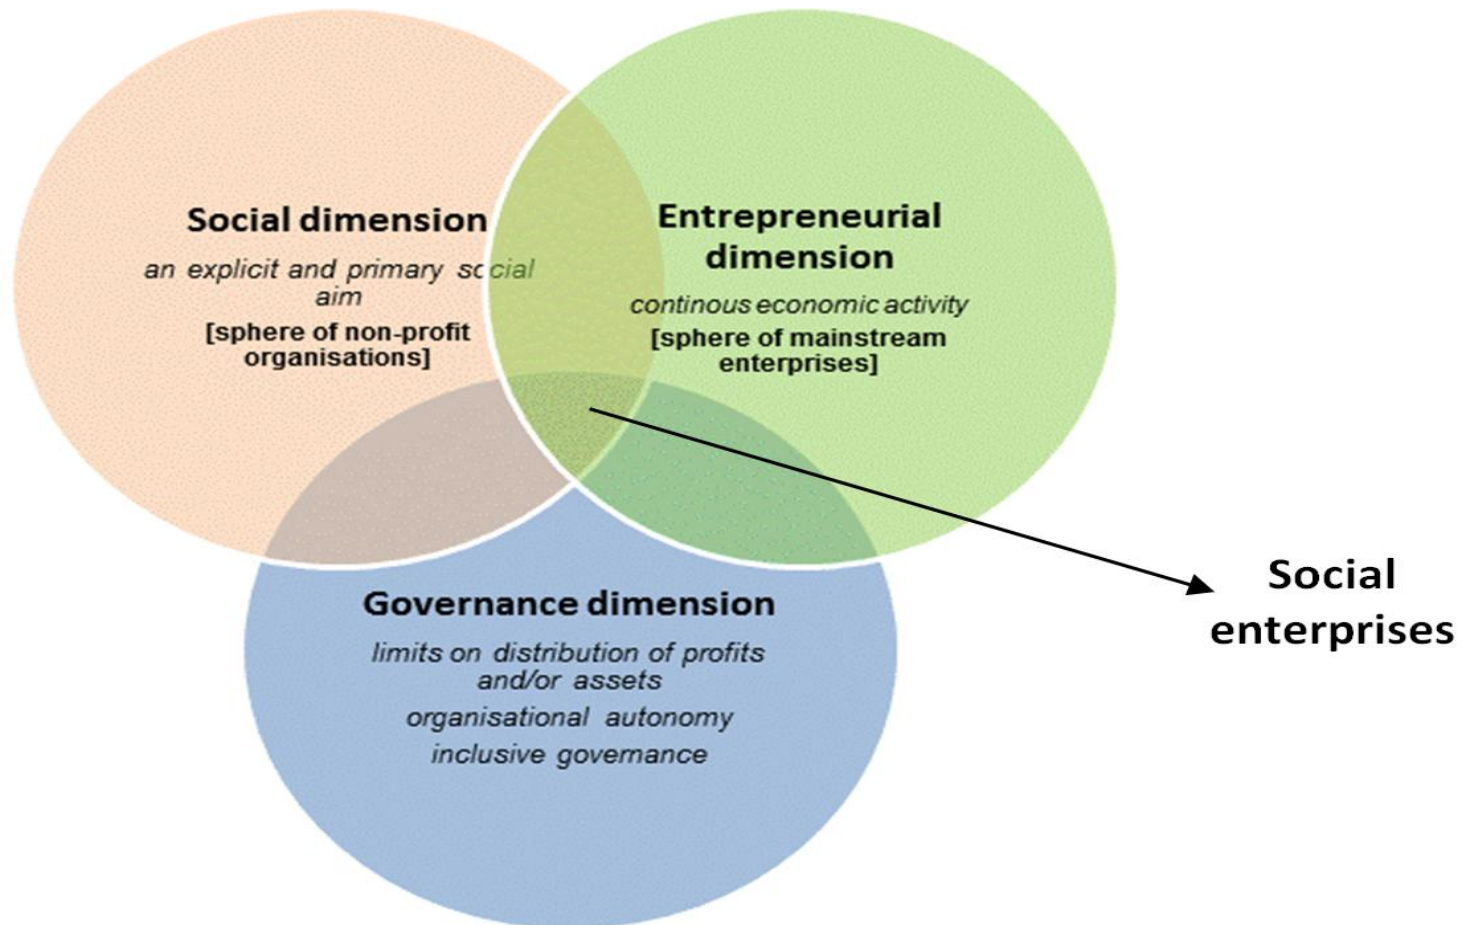 Social dimension
an explicit and primary social
aim
[sphere of non-profit
organisations]
Entrepreneurial
dimension
continous economic activity
[sphere of mainstream
enterprises]
Governance dimension
limits on distribution of profits
and/or assets
organisational autonomy
inclusive governance
Social
enterprises